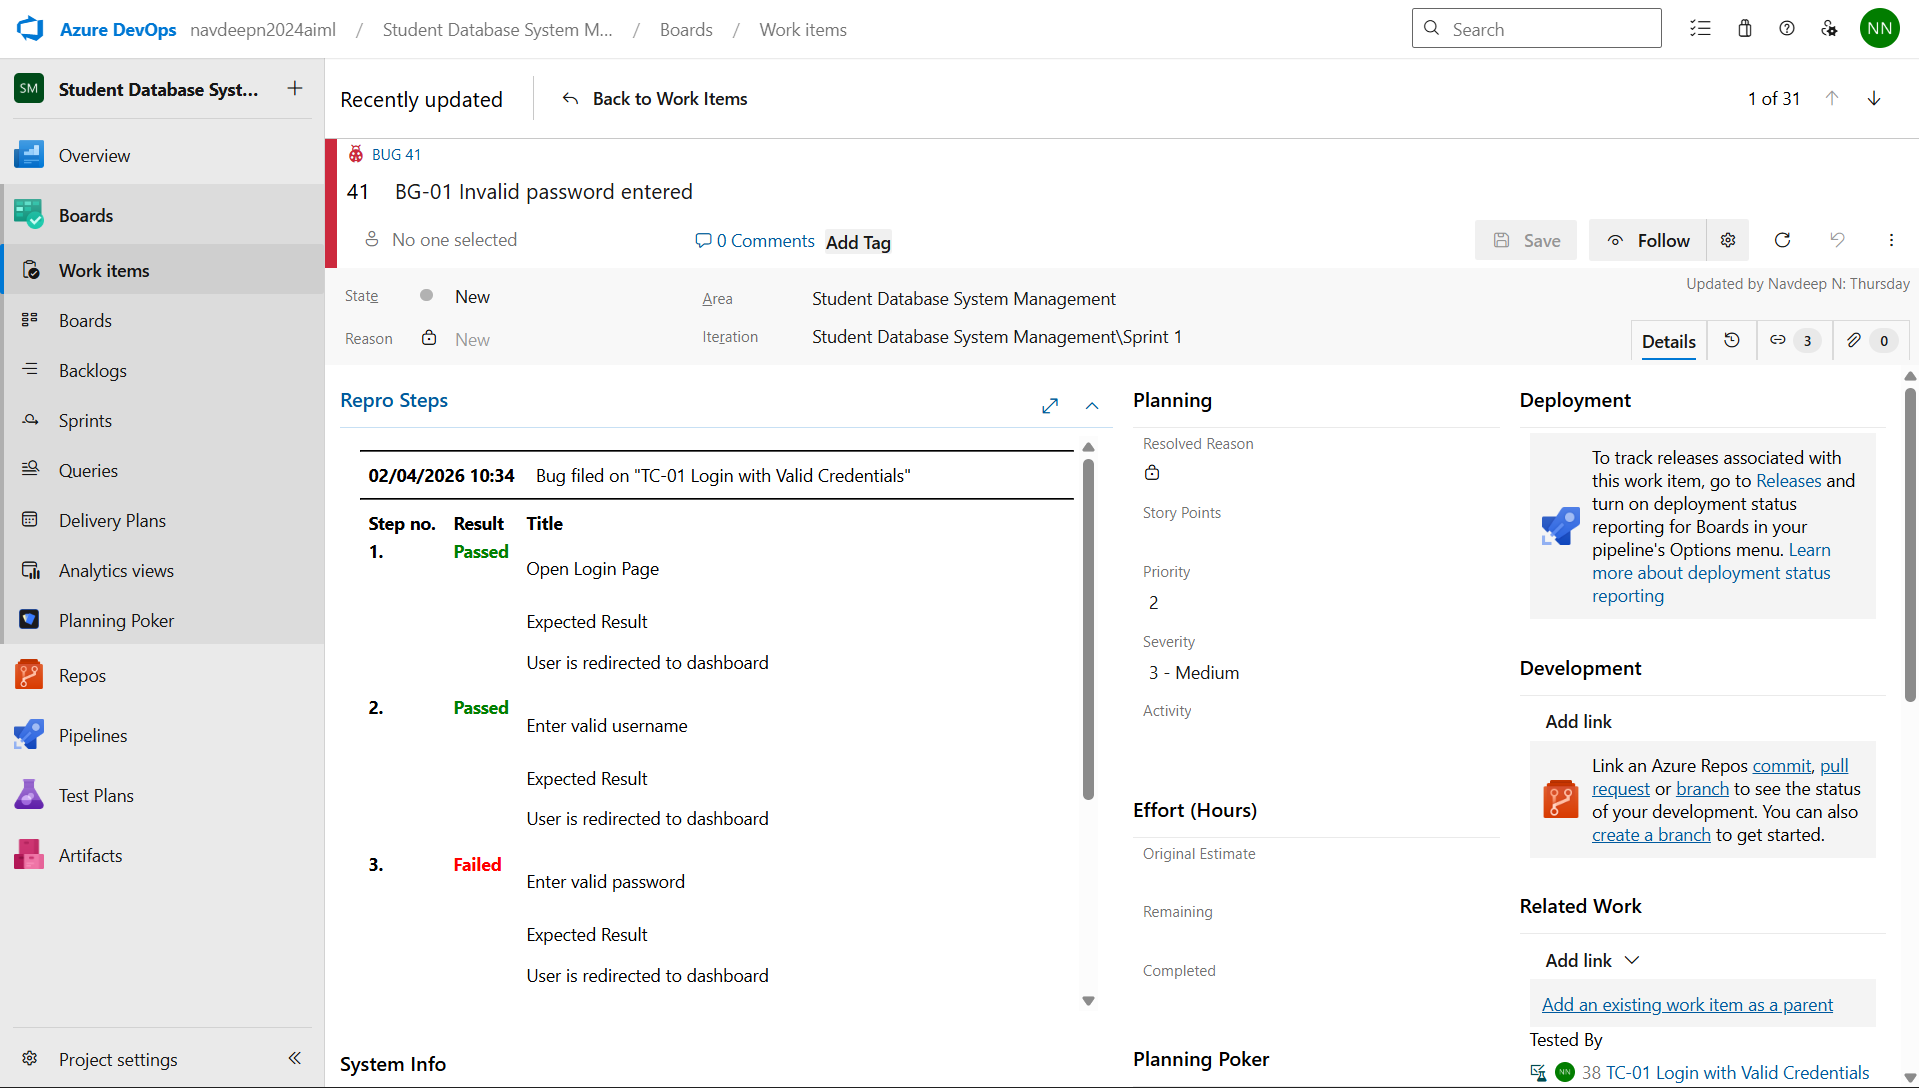 Azure DevOps navdeepn2024aiml / Student Database System M... / Boards / Work items
Search
NN
SM Student Database Syst...
Overview
Boards
Work items
Boards
Backlogs
Sprints
Queries
Delivery Plans
Analytics views
Planning Poker
Repos
Pipelines
Test Plans
Artifacts
Project settings
Recently updated
Back to Work Items
1 of 31
BUG 41
41 BG-01 Invalid password entered
No one selected
0 Comments
Add Tag
Save
Follow
State New
Reason New
Area Student Database System Management
Iteration Student Database System Management\Sprint 1
Updated by Navdeep N: Thursday
Details
3
0
Repro Steps
02/04/2026 10:34 Bug filed on "TC-01 Login with Valid Credentials"
Step no. Result Title
1. Passed
Open Login Page
Expected Result
User is redirected to dashboard
2. Passed
Enter valid username
Expected Result
User is redirected to dashboard
3. Failed
Enter valid password
Expected Result
User is redirected to dashboard
System Info
Planning
Resolved Reason
Story Points
Priority
2
Severity
3 - Medium
Activity
Effort (Hours)
Original Estimate
Remaining
Completed
Planning Poker
Deployment
To track releases associated with
this work item, go to Releases and
turn on deployment status
reporting for Boards in your
pipeline's Options menu. Learn
more about deployment status
reporting
Development
Add link
Link an Azure Repos commit, pull
request or branch to see the status
of your development. You can also
create a branch to get started.
Related Work
Add link
Add an existing work item as a parent
Tested By
NN 38 TC-01 Login with Valid Credentials